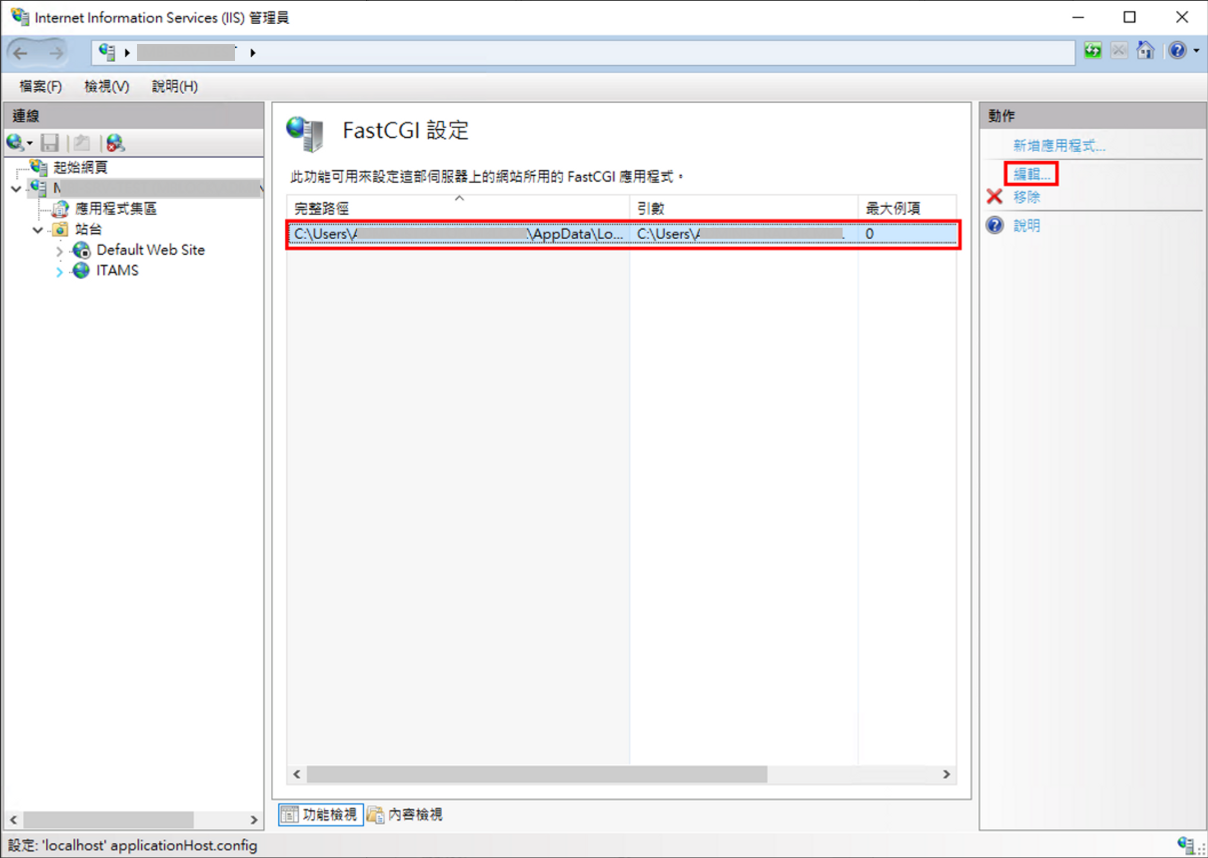 Internet Information Services (IIS) 管理員
檔案(F) 檢視(V) 說明(H)
連線
起始網頁
應用程式集區
站台
Default Web Site
ITAMS
FastCGI 設定
此功能可用來設定這部伺服器上的網站所用的 FastCGI 應用程式。
完整路徑 引數 最大例項
C:\Users\ \AppData\Lo... C:\Users\ 0
功能檢視 內容檢視
動作
新增應用程式...
編輯...
移除
說明
設定: 'localhost' applicationHost.config